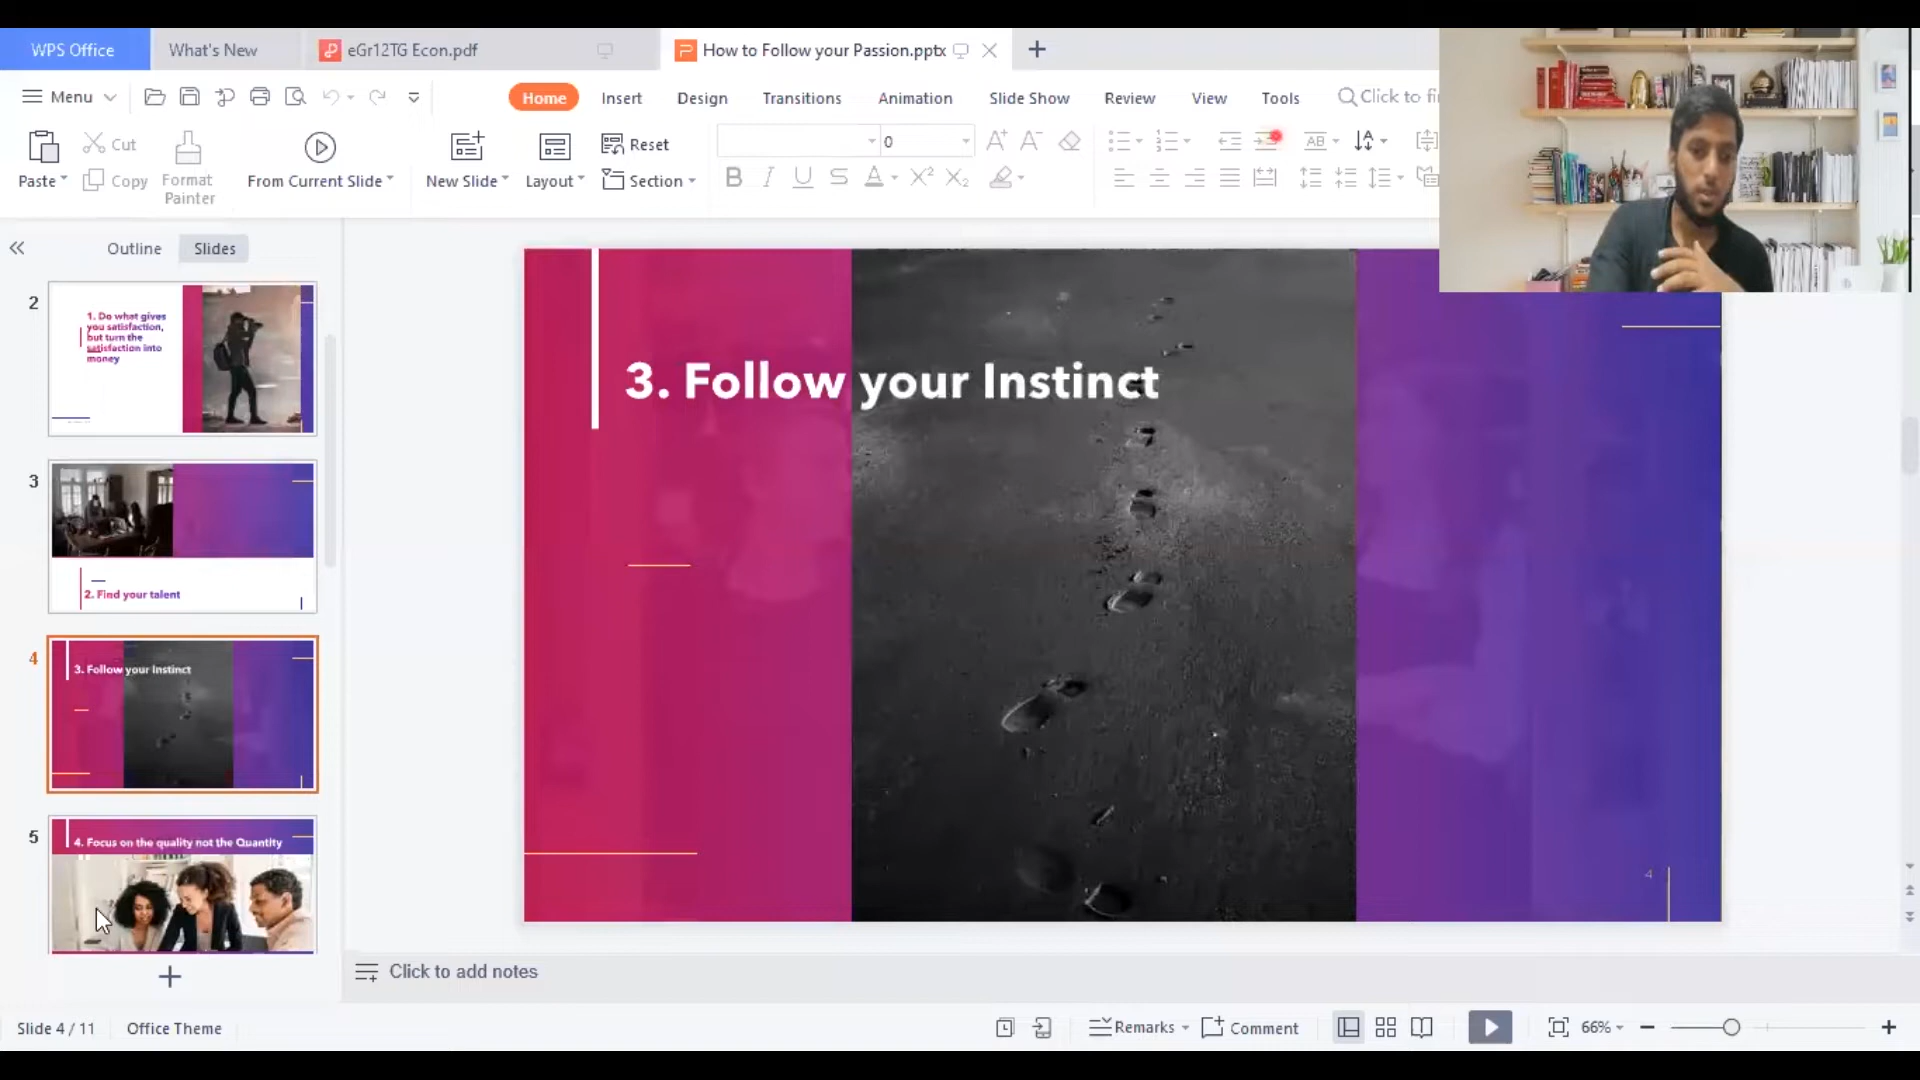 WPS Office
What's New
eGr12TG Econ.pdf
How to Follow your Passion.pptx
Menu
Home
Insert
Design
Transitions
Animation
Slide Show
Review
View
Tools
Click to fi
Paste
Cut
Copy
Format
Painter
From Current Slide
New Slide
Layout
Reset
Section
0
Outline
Slides
2
1. Do what gives
you satisfaction,
but turn the
satisfaction into
money
3
2. Find your talent
4
3. Follow your Instinct
5
4. Focus on the quality not the Quantity
3. Follow your Instinct
4
Click to add notes
Slide 4 / 11
Office Theme
Remarks
Comment
66%